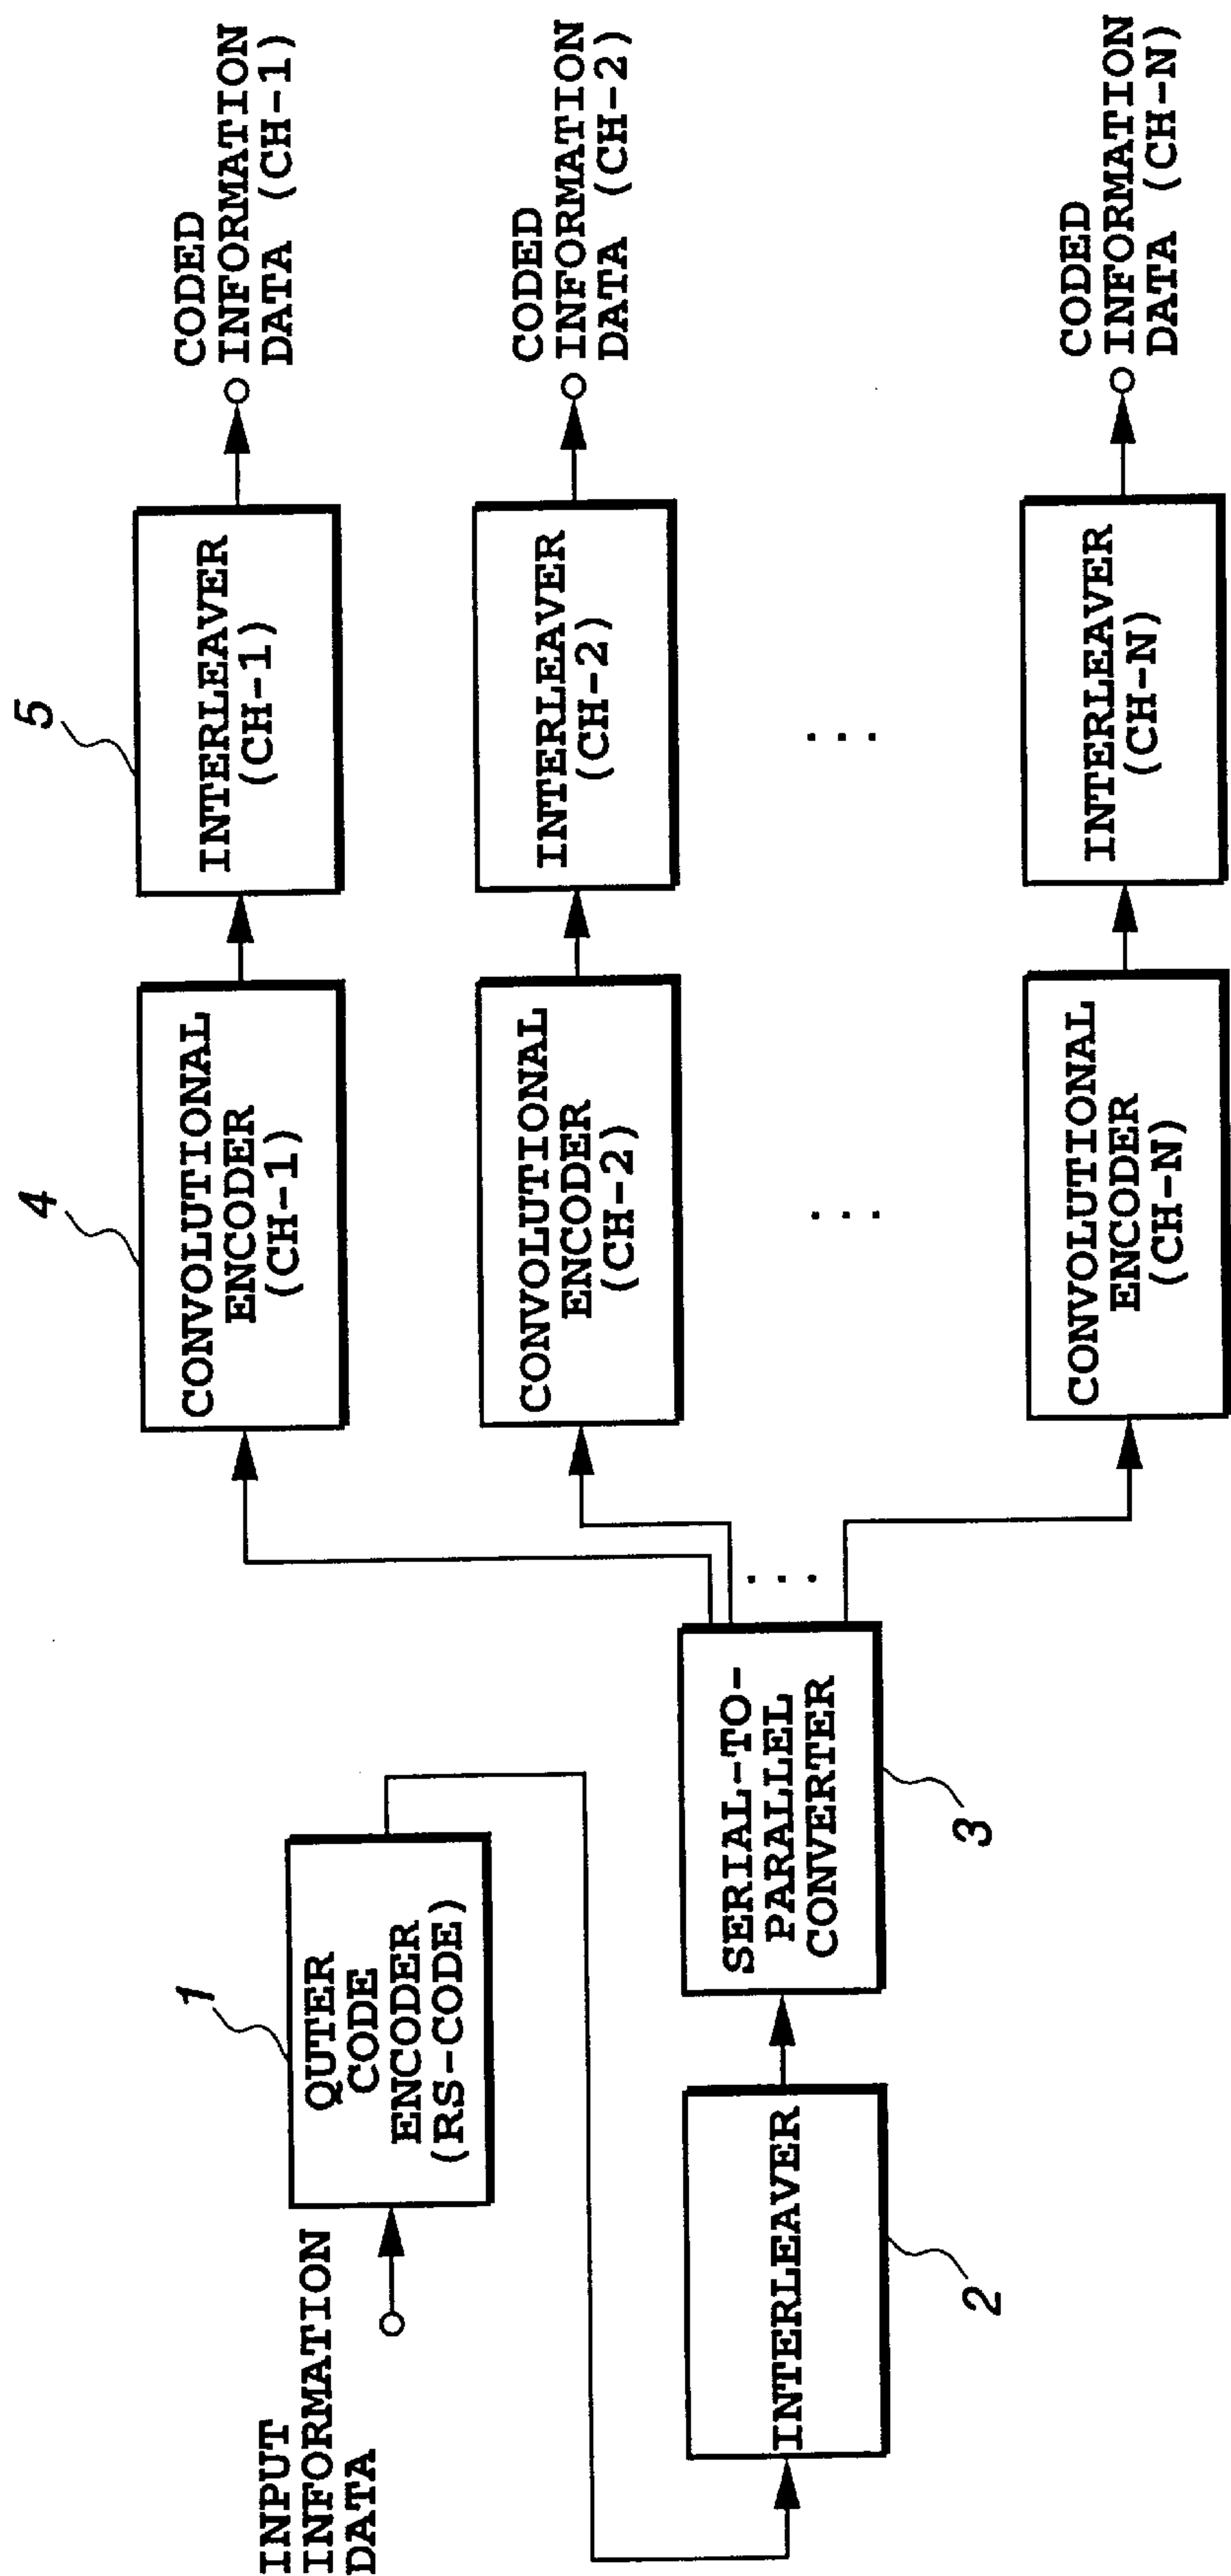 INPUT
INFORMATION
DATA
1
QUTER
CODE
ENCODER
(RS-CODE)
2
INTERLEAVER
3
SERIAL-TO-
PARALLEL
CONVERTER
...
4
CONVOLUTIONAL
ENCODER
(CH-1)
5
INTERLEAVER
(CH-1)
CODED
INFORMATION
DATA (CH-1)
CONVOLUTIONAL
ENCODER
(CH-2)
INTERLEAVER
(CH-2)
CODED
INFORMATION
DATA (CH-2)
...
...
CONVOLUTIONAL
ENCODER
(CH-N)
INTERLEAVER
(CH-N)
CODED
INFORMATION
DATA (CH-N)